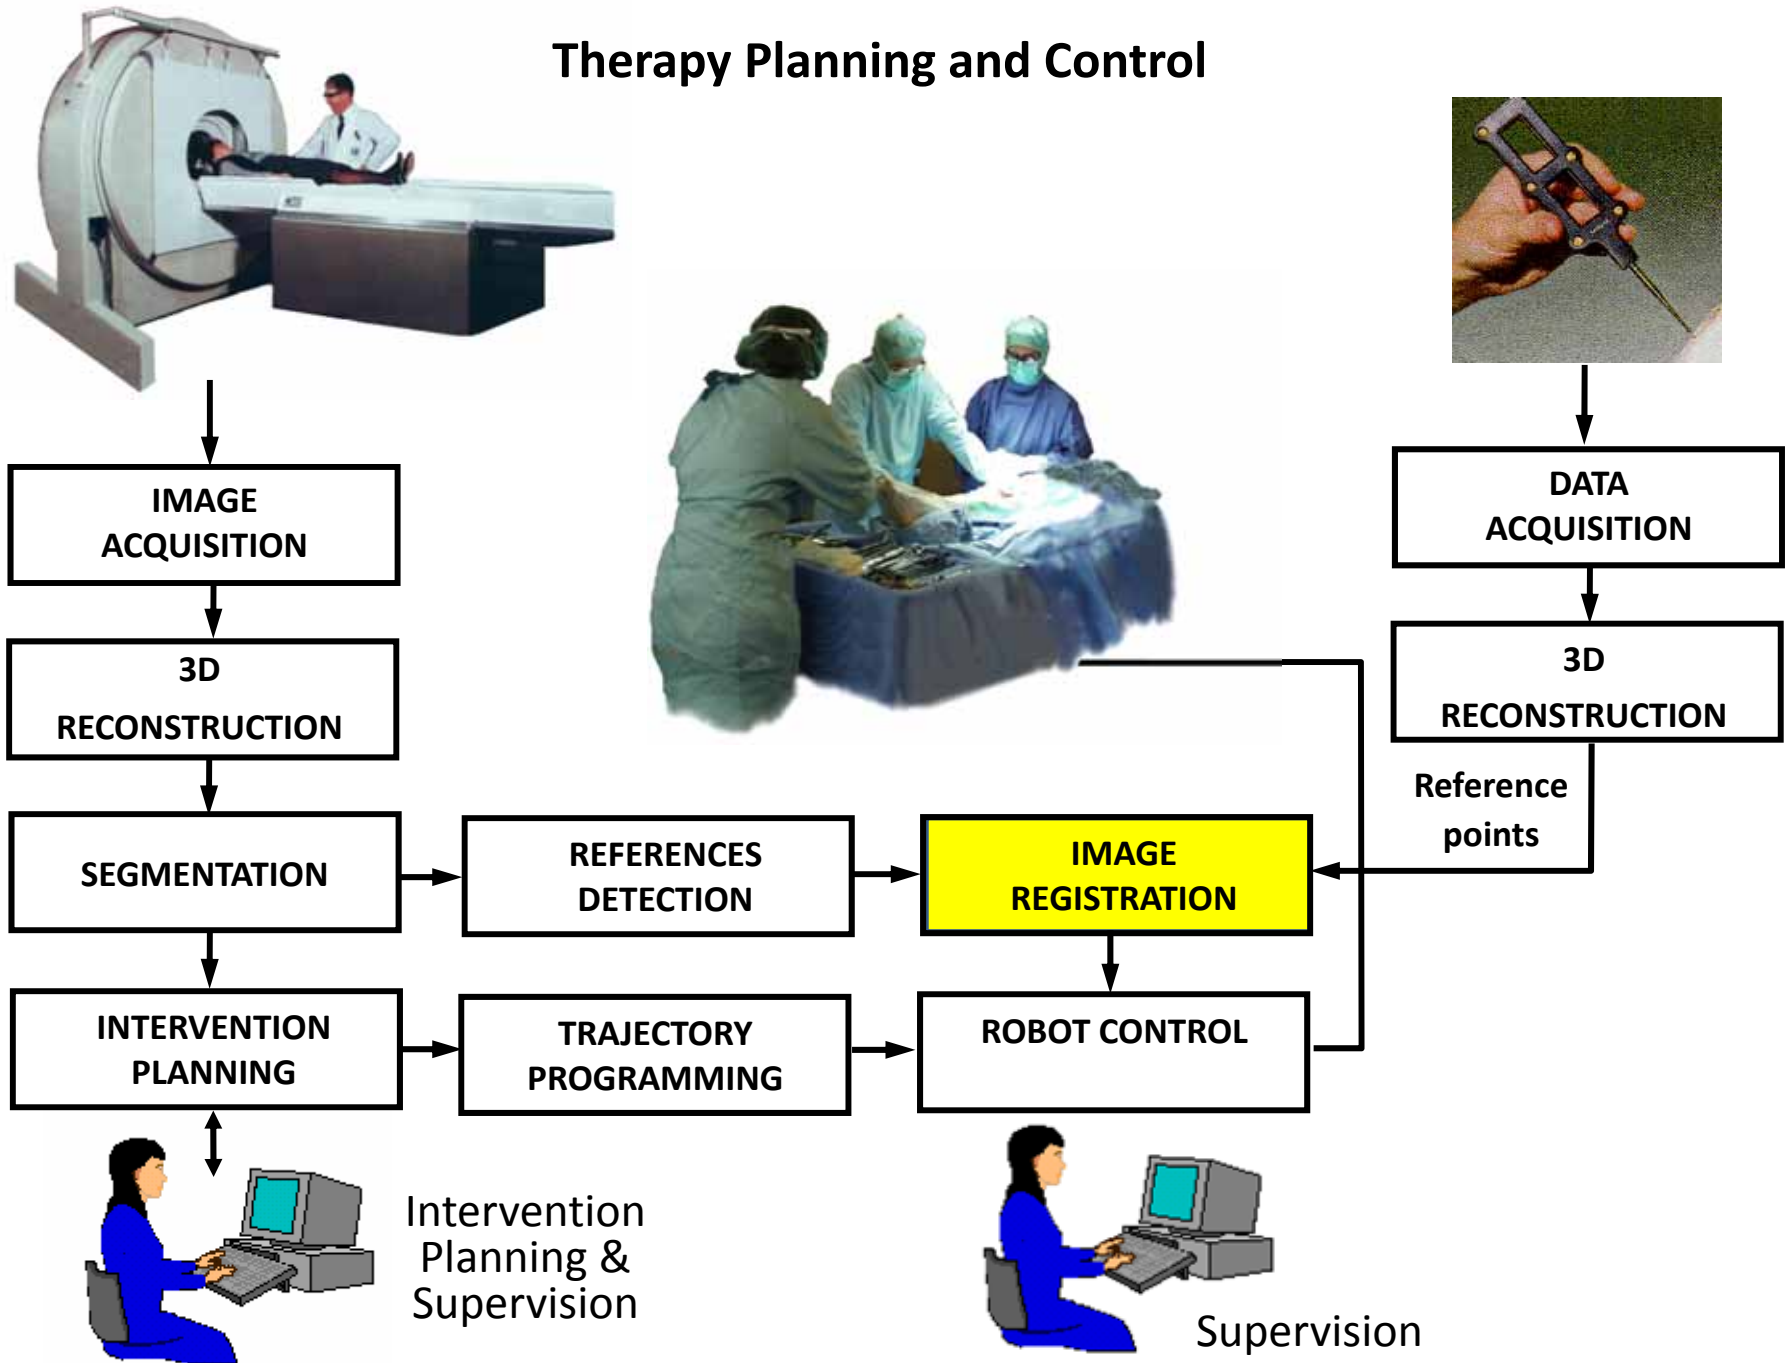 Therapy Planning and Control
IMAGE
ACQUISITION
DATA
ACQUISITION
3D
RECONSTRUCTION
3D
RECONSTRUCTION
Reference
points
SEGMENTATION
REFERENCES
DETECTION
IMAGE
REGISTRATION
INTERVENTION
PLANNING
TRAJECTORY
PROGRAMMING
ROBOT CONTROL
Intervention
Planning &
Supervision
Supervision